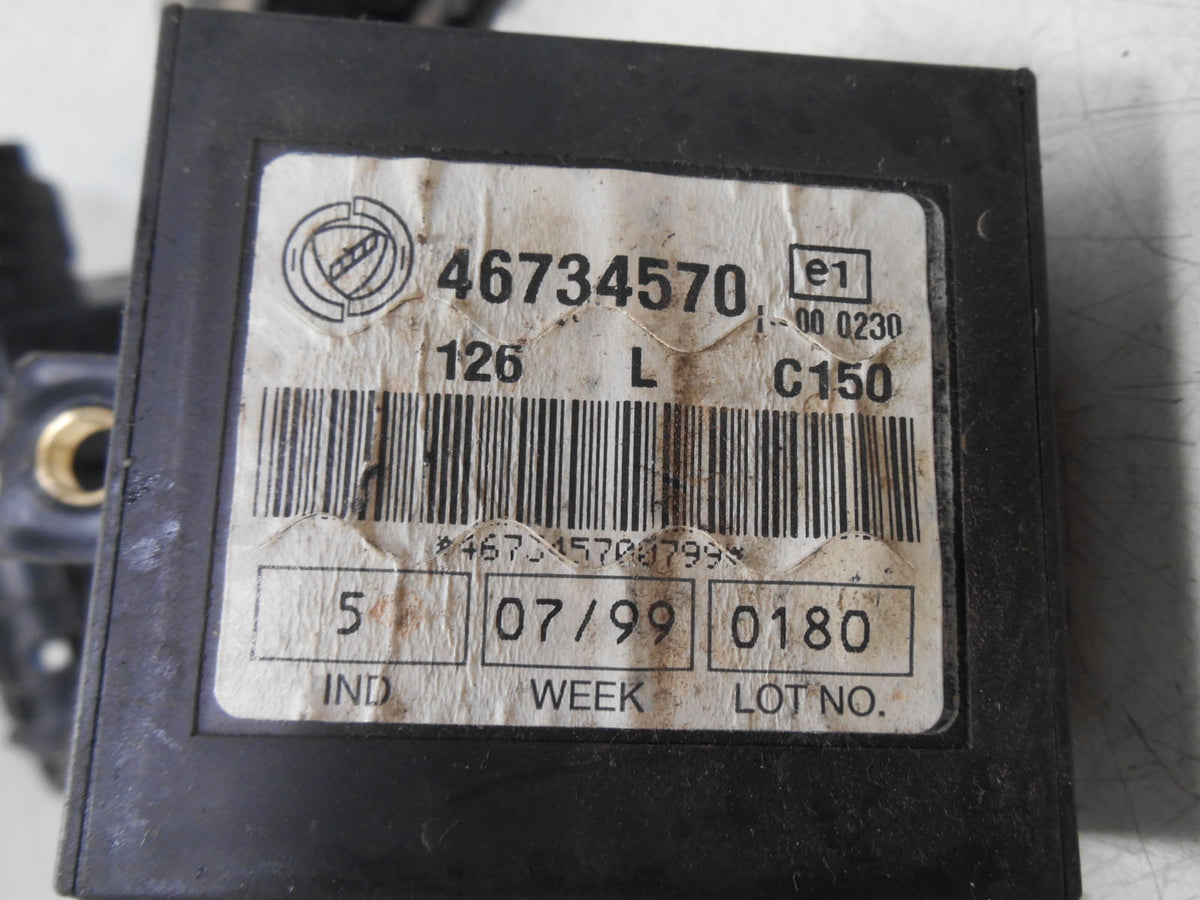 46734570 e1
00 0230
126 L C150
5 07/99 0180
IND WEEK LOT NO.